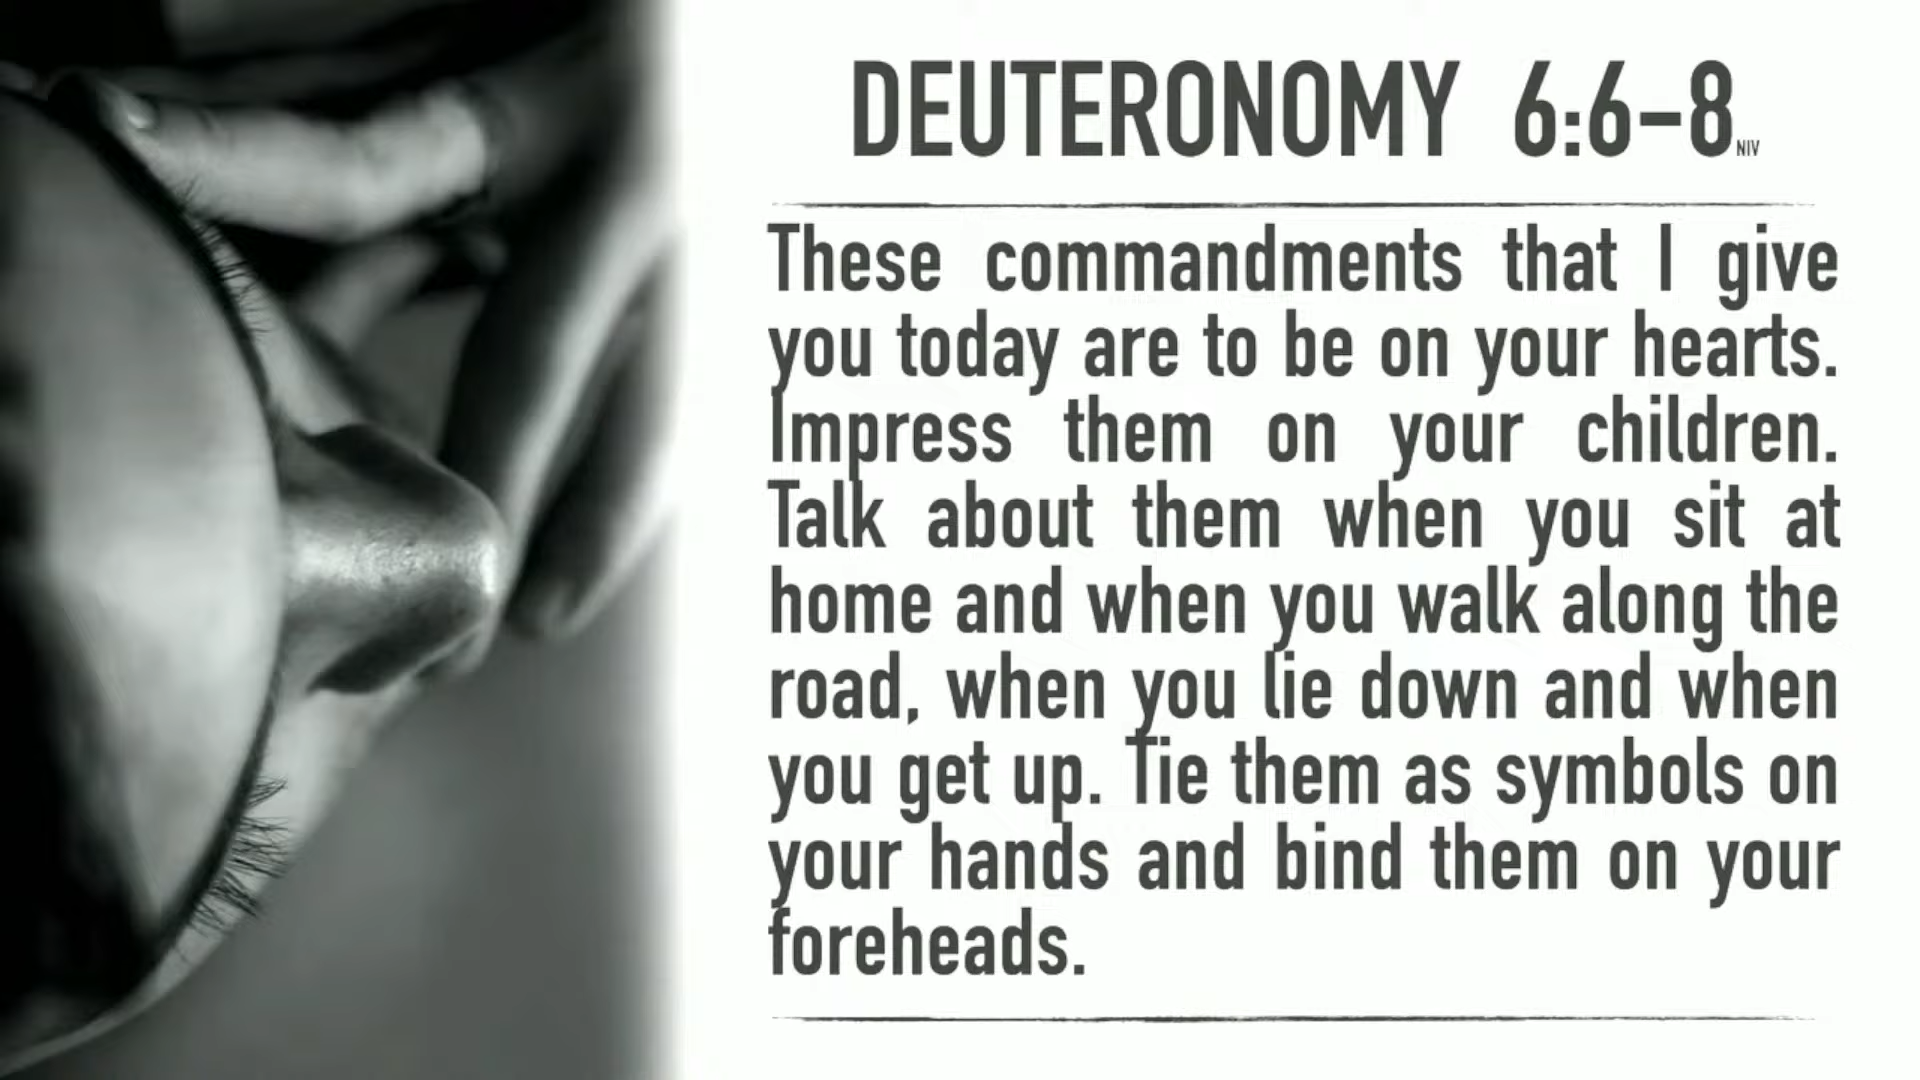 DEUTERONOMY 6:6–8 NIV
These commandments that I give
you today are to be on your hearts.
Impress them on your children.
Talk about them when you sit at
home and when you walk along the
road, when you lie down and when
you get up. Tie them as symbols on
your hands and bind them on your
foreheads.